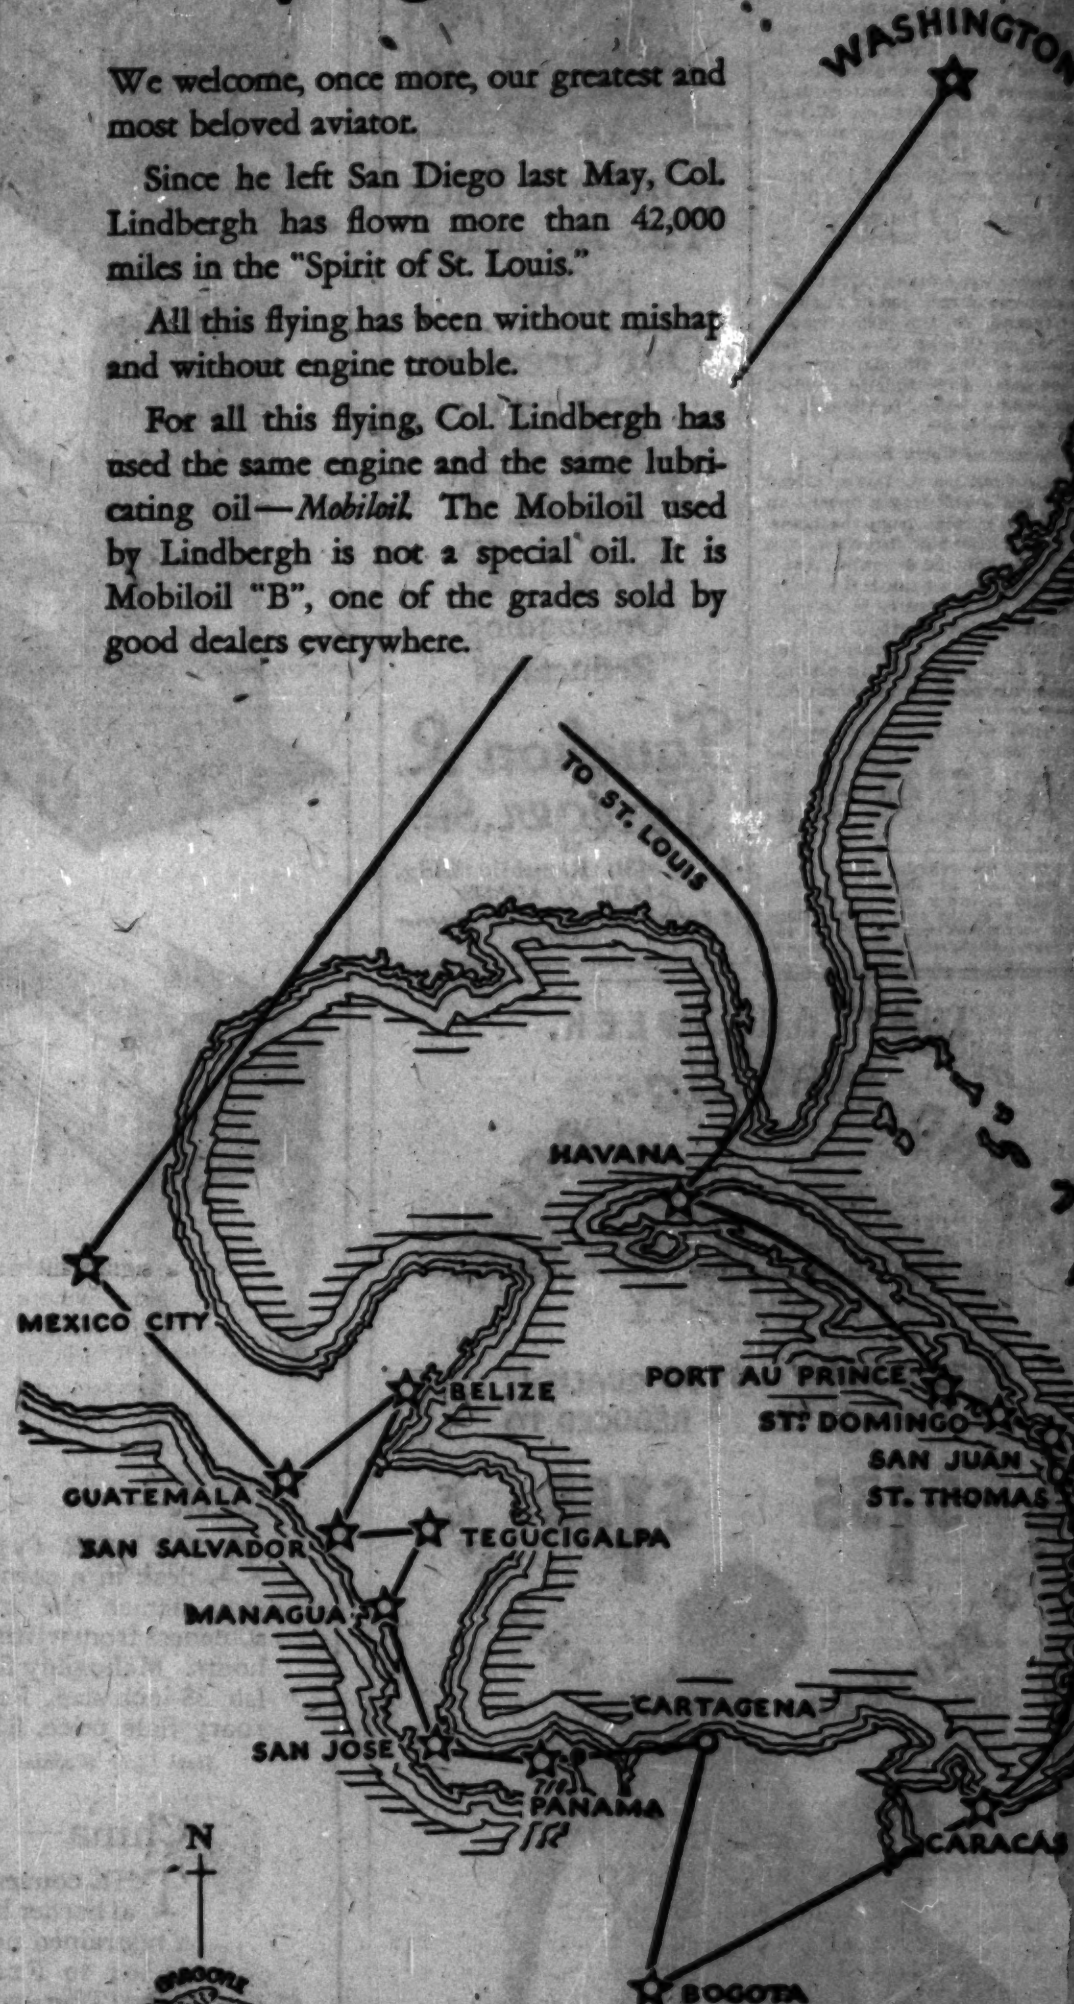 WASHINGTON
We welcome, once more, our greatest and
most beloved aviator.
Since he left San Diego last May, Col.
Lindbergh has flown more than 42,000
miles in the "Spirit of St. Louis."
All this flying has been without mishap
and without engine trouble.
For all this flying, Col. Lindbergh has
used the same engine and the same lubri-
cating oil—Mobiloil. The Mobiloil used
by Lindbergh is not a special oil. It is
Mobiloil "B", one of the grades sold by
good dealers everywhere.
TO ST. LOUIS
HAVANA
MEXICO CITY
BELIZE
PORT AU PRINCE
ST. DOMINGO
SAN JUAN
ST. THOMAS
GUATEMALA
SAN SALVADOR
TEGUCIGALPA
MANAGUA
CARTAGENA
SAN JOSE
PANAMA
CARACAS
N
GARGOYLE
BOGOTA